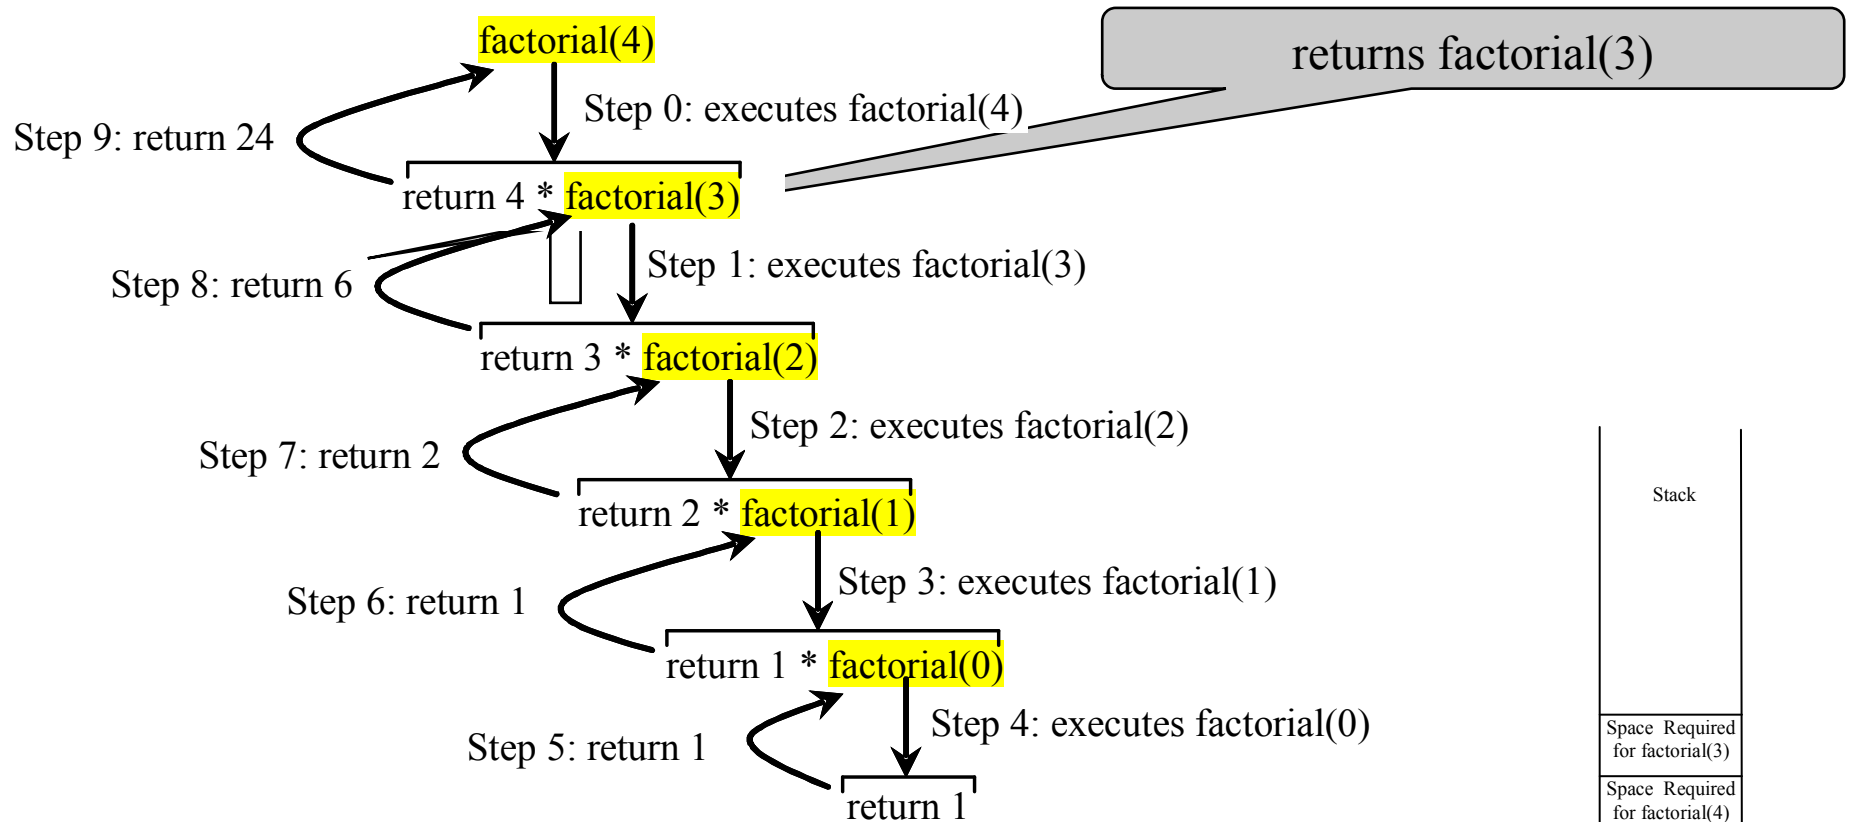 factorial(4)
returns factorial(3)
Step 0: executes factorial(4)
Step 9: return 24
return 4 * factorial(3)
Step 1: executes factorial(3)
Step 8: return 6
return 3 * factorial(2)
Step 2: executes factorial(2)
Step 7: return 2
Stack
return 2 * factorial(1)
Step 3: executes factorial(1)
Step 6: return 1
return 1 * factorial(0)
Step 4: executes factorial(0)
Step 5: return 1
Space Required
for factorial(3)
return 1
Space Required
for factorial(4)